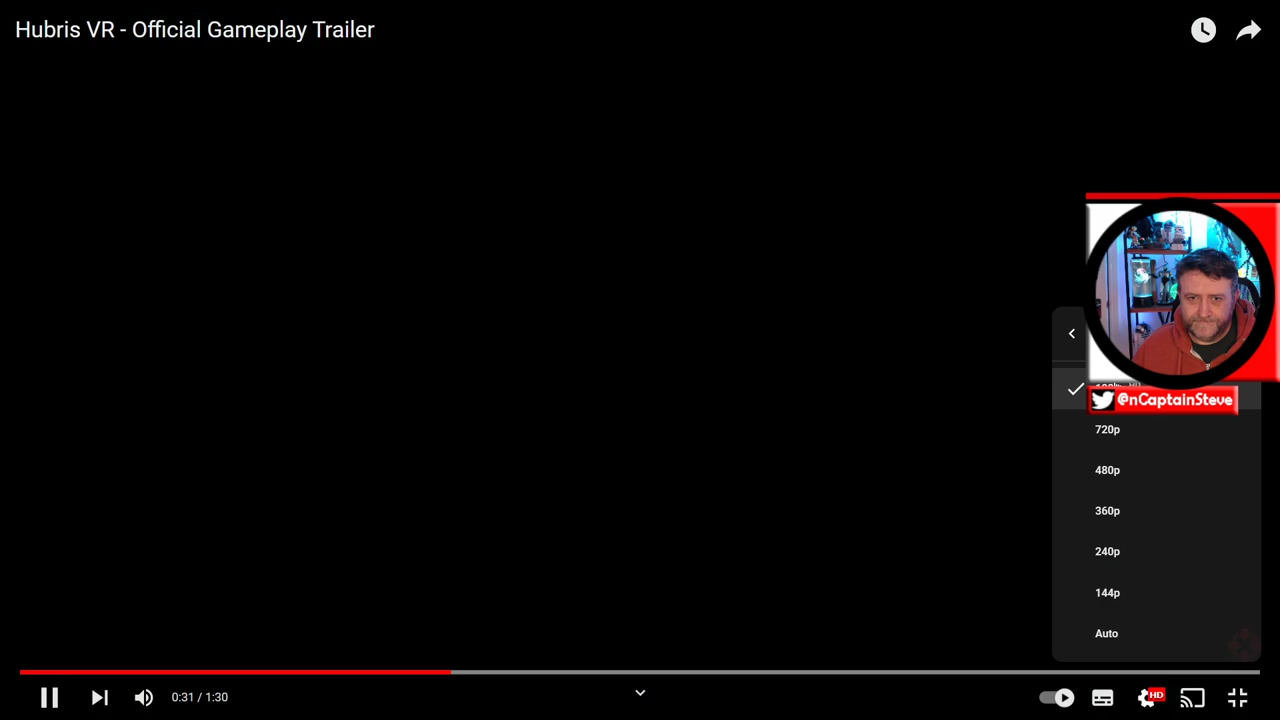 Hubris VR - Official Gameplay Trailer
@nCaptainSteve
720p
480p
360p
240p
144p
Auto
0:31 / 1:30
HD